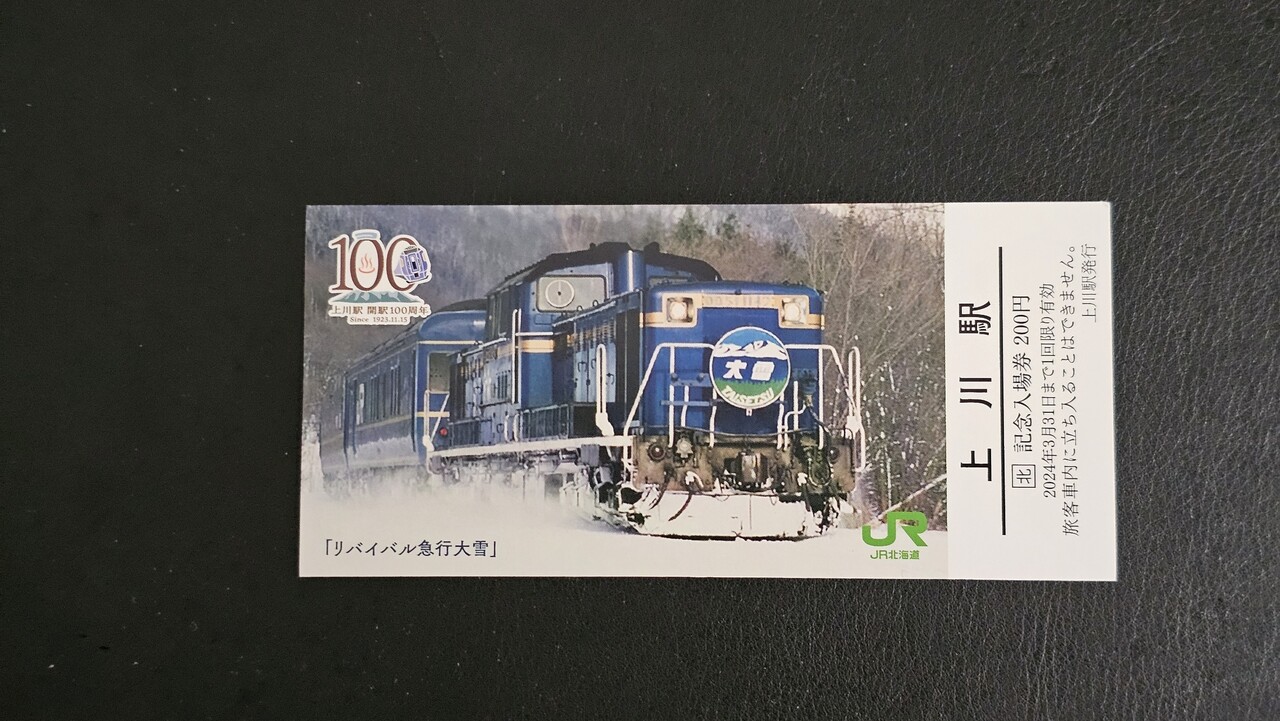 100
上川駅 開駅100周年
Since 1923.11.15
大雪
TAISETSU
「リバイバル急行大雪」
JR
JR北海道
上川駅
北 記念入場券 200円
2024年3月31日まで1回限り有効
旅客車内に立ち入ることはできません。
上川駅発行